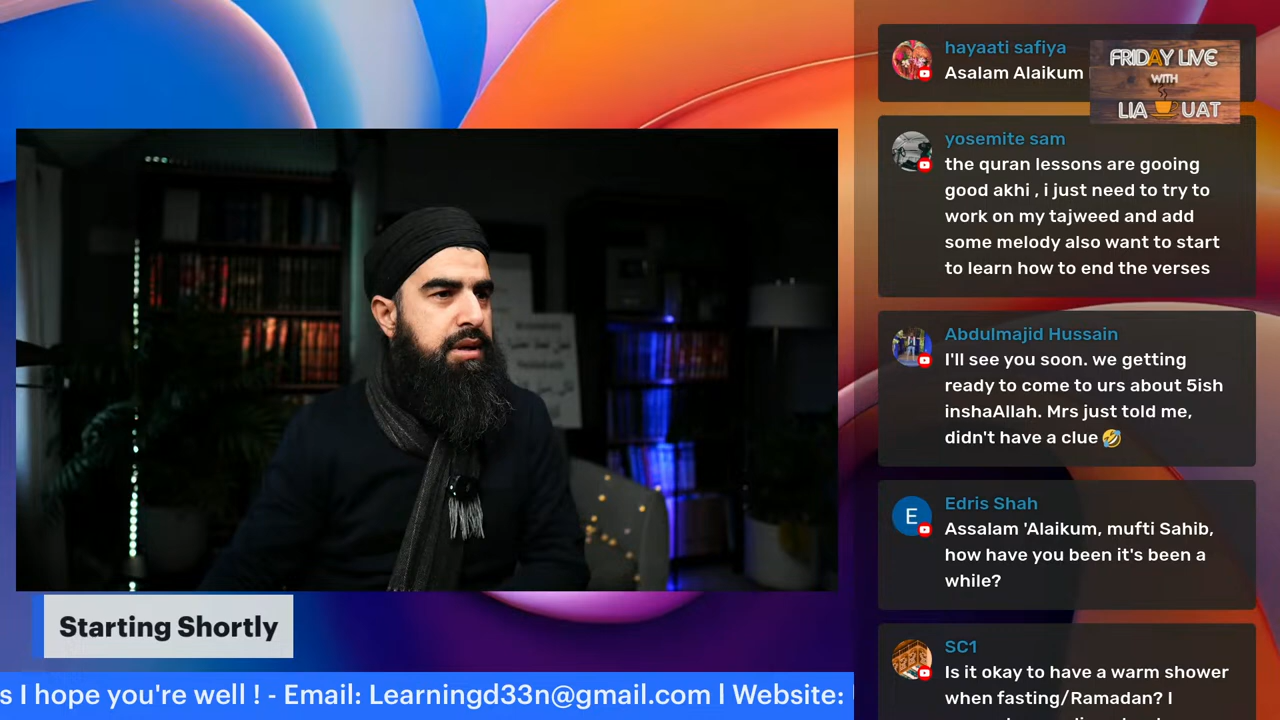 hayaati safiya
Asalam Alaikum
FRIDAY LIVE
WITH
LIA UAT
yosemite sam
the quran lessons are gooing
good akhi , i just need to try to
work on my tajweed and add
some melody also want to start
to learn how to end the verses
Abdulmajid Hussain
I'll see you soon. we getting
ready to come to urs about 5ish
inshaAllah. Mrs just told me,
didn't have a clue 🤣
E
Edris Shah
Assalam 'Alaikum, mufti Sahib,
how have you been it's been a
while?
SC1
Is it okay to have a warm shower
when fasting/Ramadan? I
Starting Shortly
s I hope you're well ! - Email: Learningd33n@gmail.com l Website: